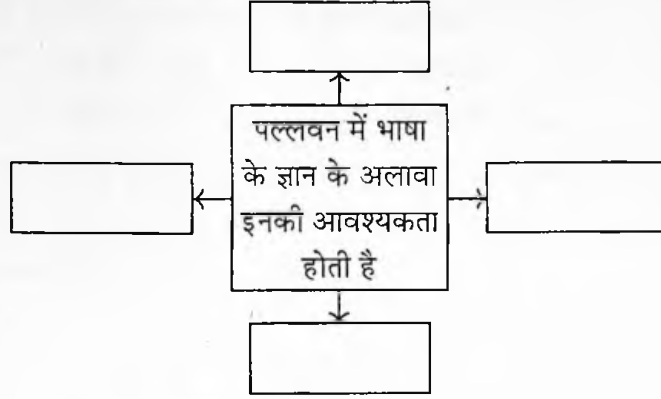 पल्लवन में भाषा
के ज्ञान के अलावा
इनकी आवश्यकता
होती है